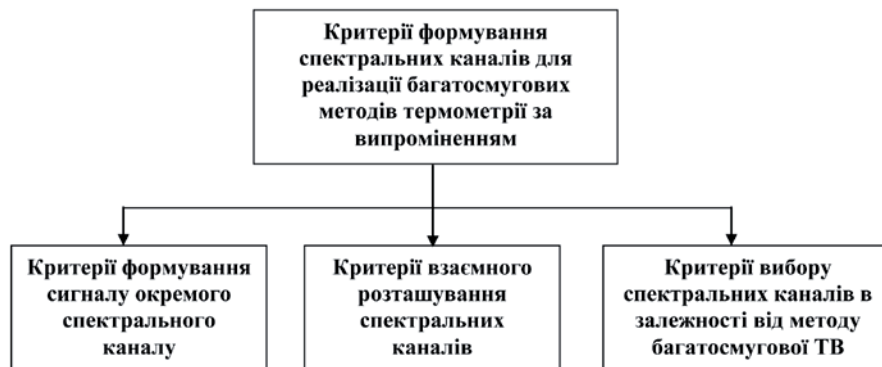 Критерії формування
спектральних каналів для
реалізації багатосмугових
методів термометрії за
випроміненням
Критерії формування
сигналу окремого
спектрального
каналу
Критерії взаємного
розташування
спектральних
каналів
Критерії вибору
спектральних каналів в
залежності від методу
багатосмугової ТВ